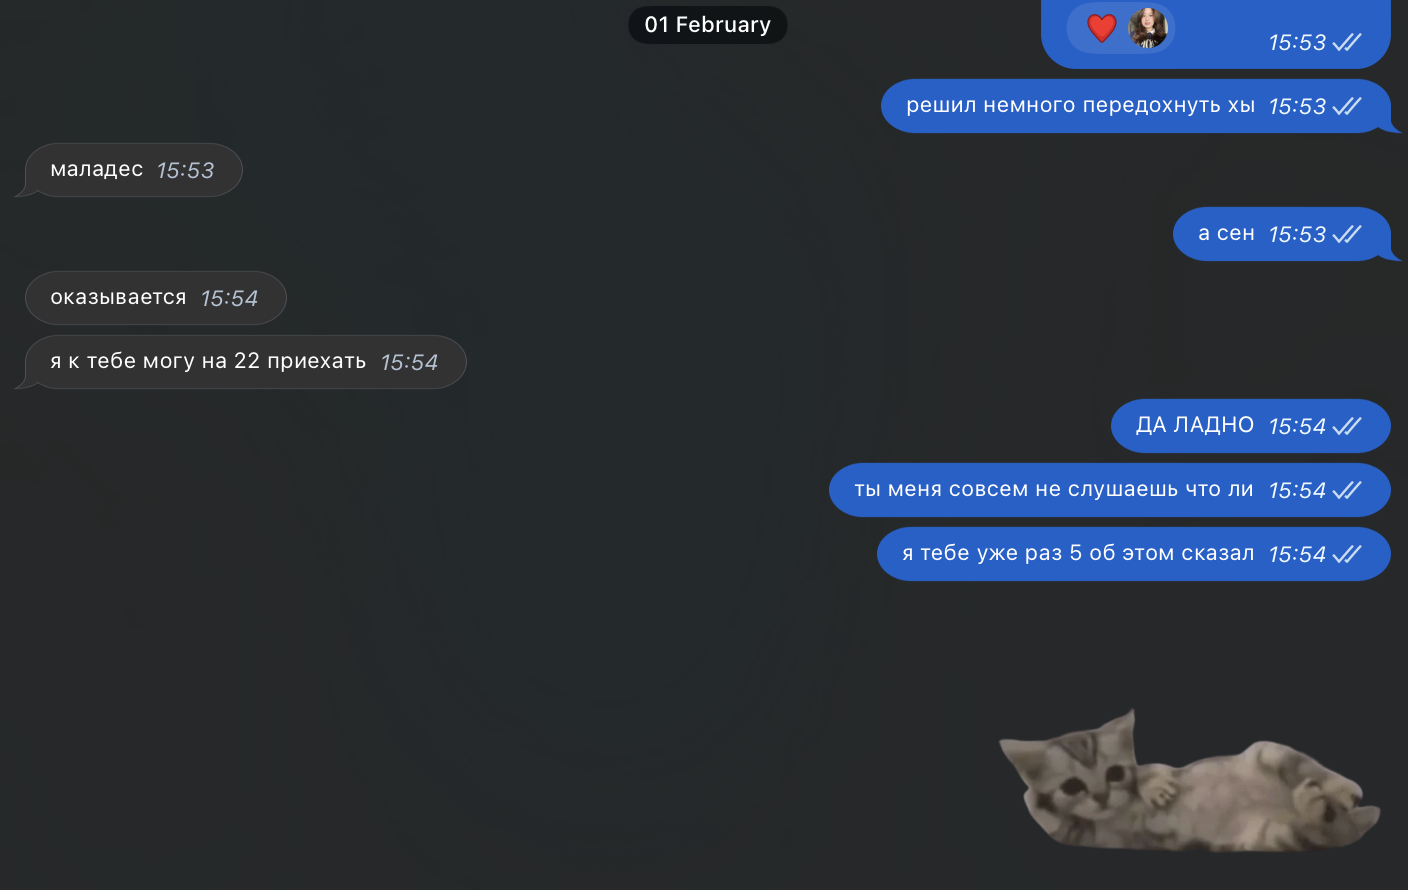 01 February
15:53
решил немного передохнуть хы 15:53
маладес 15:53
а сен 15:53
оказывается 15:54
я к тебе могу на 22 приехать 15:54
ДА ЛАДНО 15:54
ты меня совсем не слушаешь что ли 15:54
я тебе уже раз 5 об этом сказал 15:54